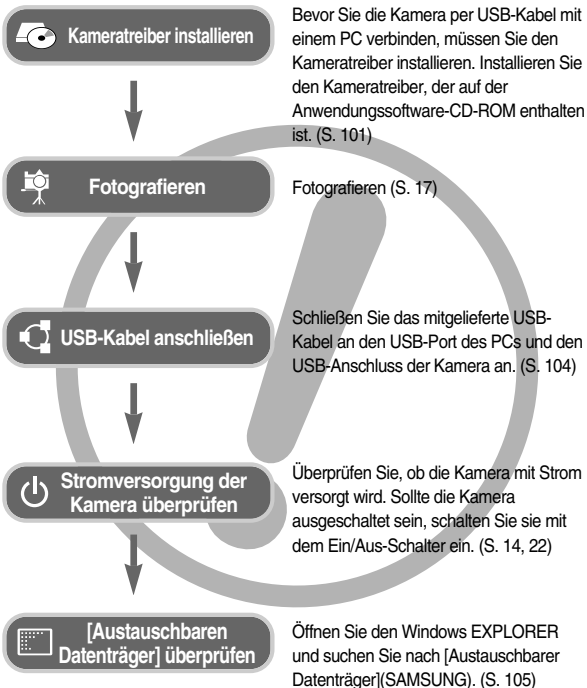 Kameratreiber installieren
Bevor Sie die Kamera per USB-Kabel mit
einem PC verbinden, müssen Sie den
Kameratreiber installieren. Installieren Sie
den Kameratreiber, der auf der
Anwendungssoftware-CD-ROM enthalten
ist. (S. 101)
Fotografieren
Fotografieren (S. 17)
USB-Kabel anschließen
Schließen Sie das mitgelieferte USB-
Kabel an den USB-Port des PCs und den
USB-Anschluss der Kamera an. (S. 104)
Stromversorgung der
Kamera überprüfen
Überprüfen Sie, ob die Kamera mit Strom
versorgt wird. Sollte die Kamera
ausgeschaltet sein, schalten Sie sie mit
dem Ein/Aus-Schalter ein. (S. 14, 22)
[Austauschbaren
Datenträger] überprüfen
Öffnen Sie den Windows EXPLORER
und suchen Sie nach [Austauschbarer
Datenträger](SAMSUNG). (S. 105)